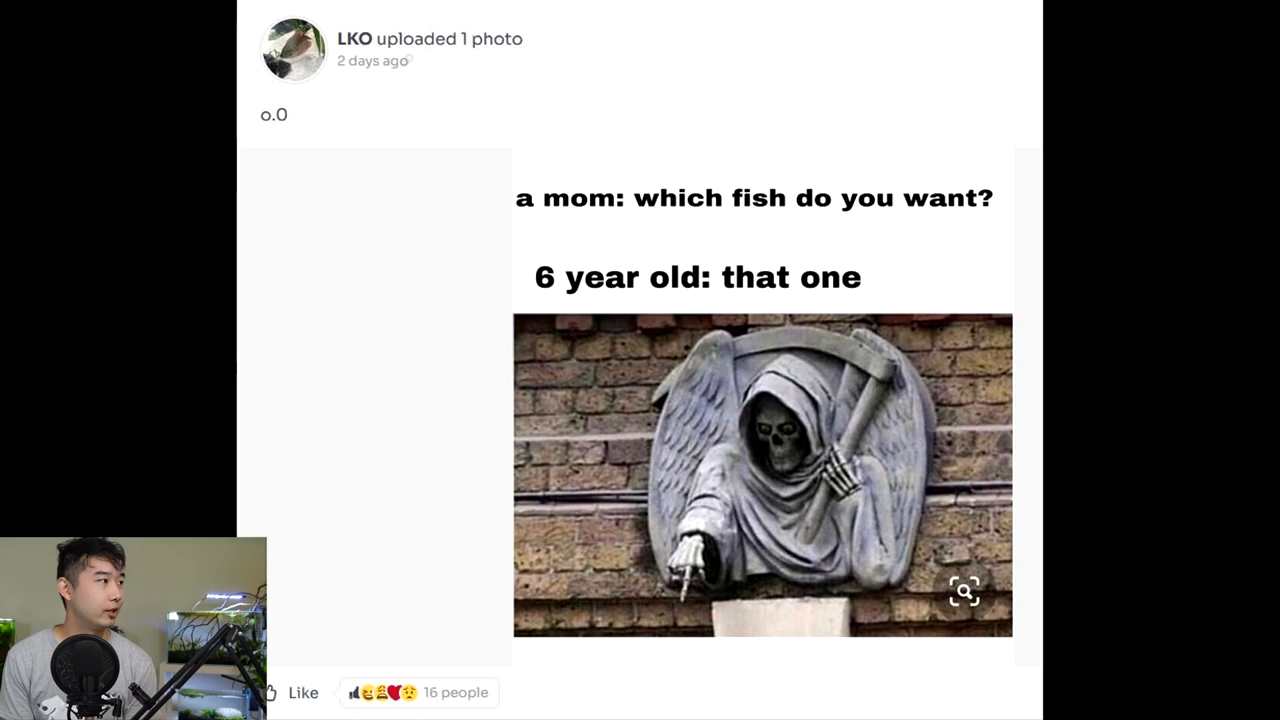 LKO uploaded 1 photo
2 days ago
o.0
a mom: which fish do you want?
6 year old: that one
Like
16 people